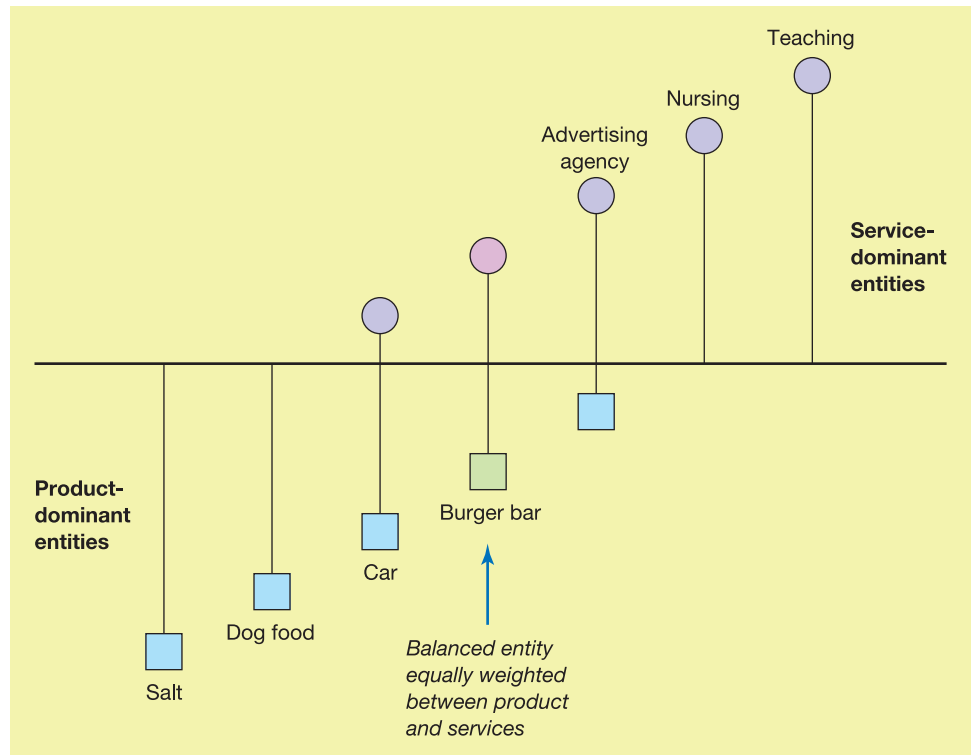 Teaching
Nursing
Advertising
agency
Service-
dominant
entities
Product-
dominant
entities
Burger bar
Car
Dog food
Salt
Balanced entity
equally weighted
between product
and services